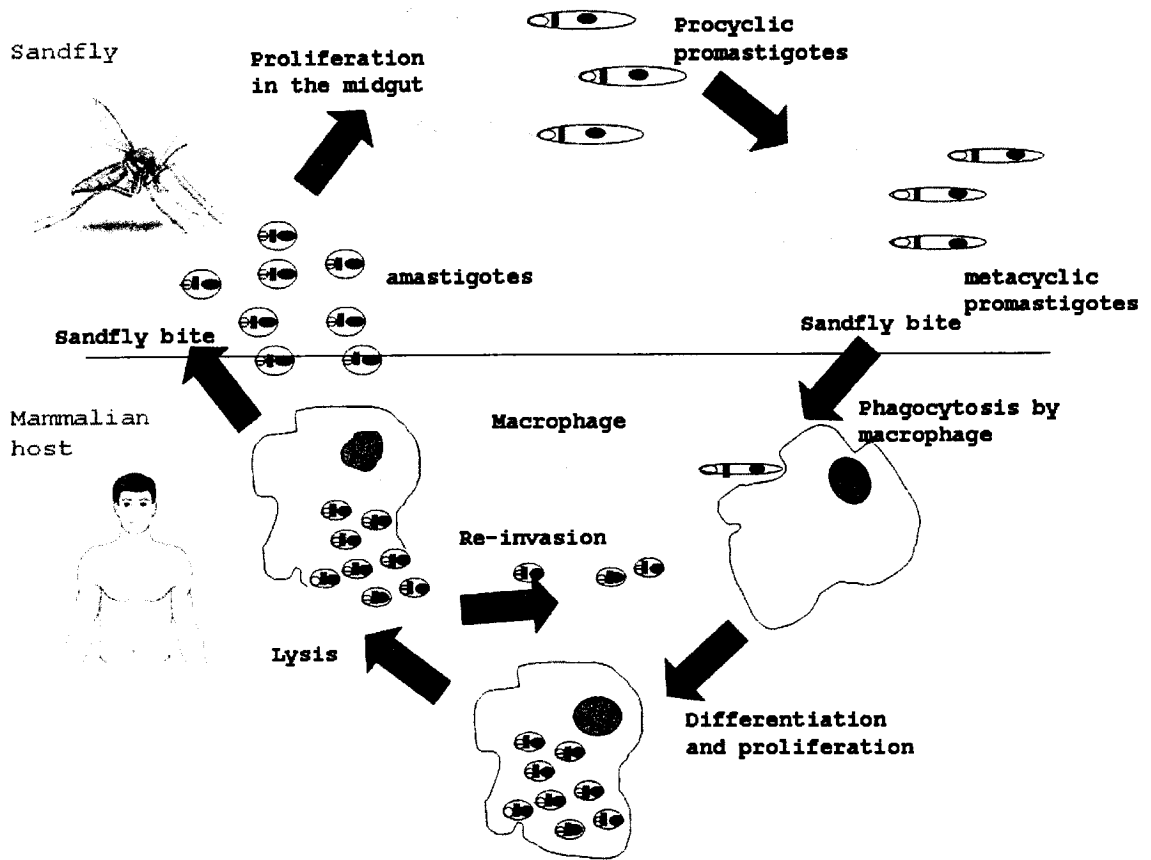 Sandfly
Proliferation
in the midgut
Procyclic
promastigotes
amastigotes
metacyclic
promastigotes
Sandfly bite
Sandfly bite
Mammalian
host
Macrophage
Phagocytosis by
macrophage
Re-invasion
Lysis
Differentiation
and proliferation